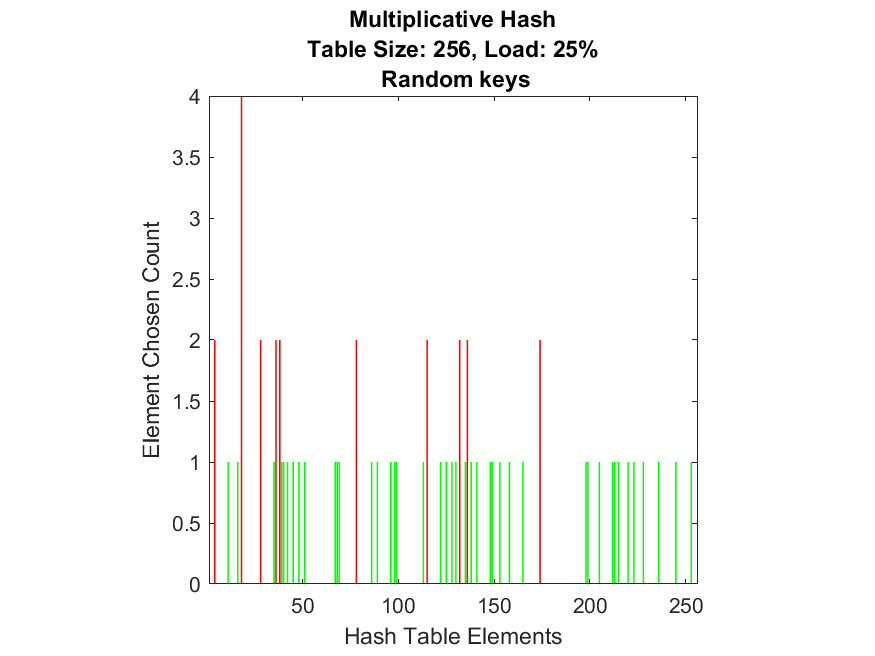 Multiplicative Hash
Table Size: 256, Load: 25%
Random keys
4
3.5
3
2.5
2
1.5
1
0.5
0
Element Chosen Count
50
100
150
200
250
Hash Table Elements